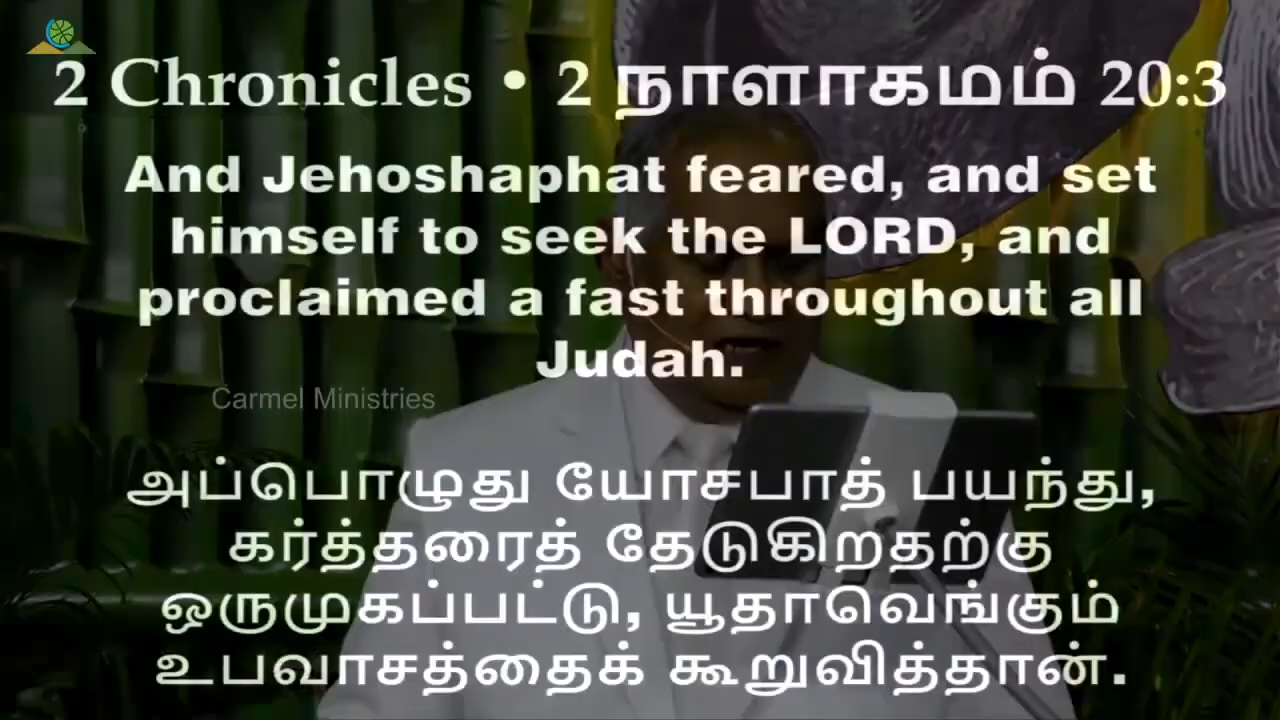 2 Chronicles • 2 நாளாகமம் 20:3
And Jehoshaphat feared, and set
himself to seek the LORD, and
proclaimed a fast throughout all
Judah.
Carmel Ministries
அப்பொழுது யோசபாத் பயந்து,
கர்த்தரைத் தேடுகிறதற்கு
ஒருமுகப்பட்டு, யூதாவெங்கும்
உபவாசத்தைக் கூறுவித்தான்.